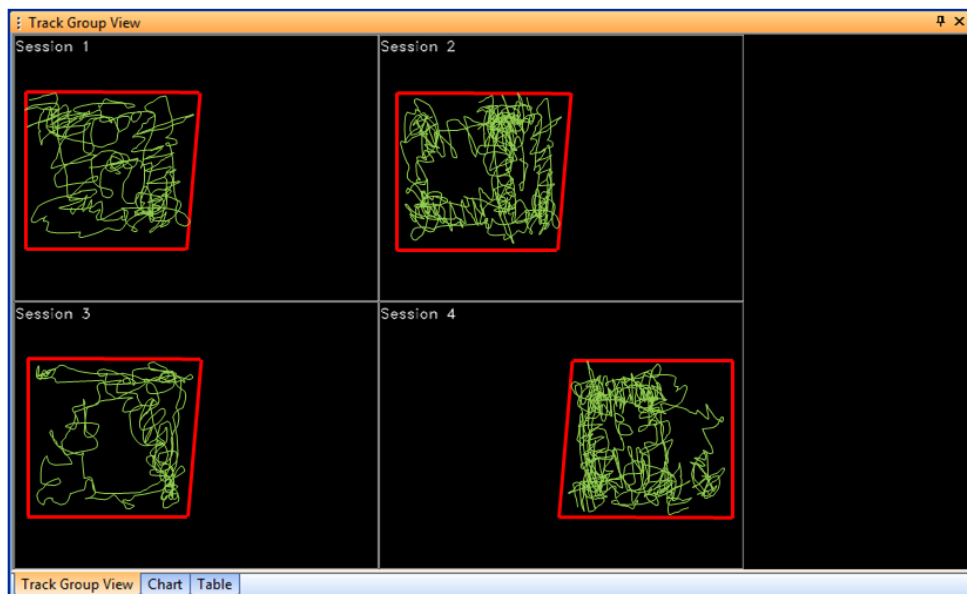 Track Group View
Session 1
Session 2
Session 3
Session 4
Track Group View Chart Table